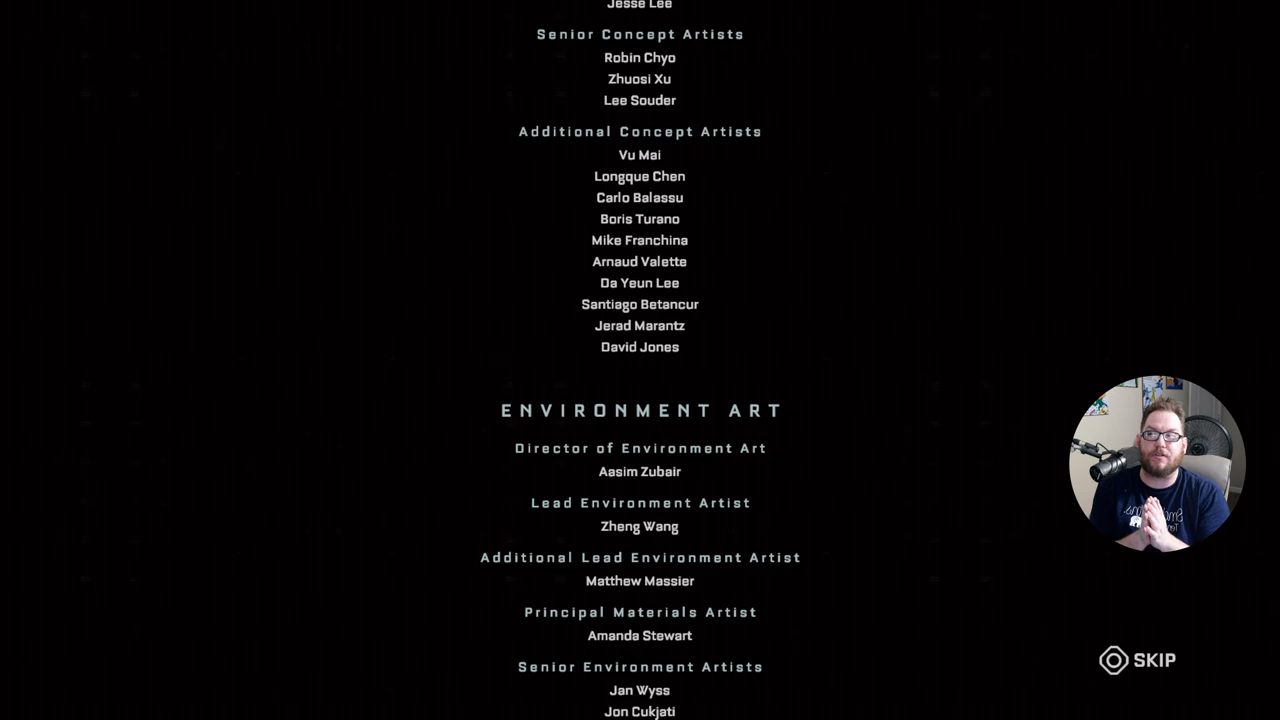 Jesse Lee
Senior Concept Artists
Robin Chyo
Zhuosi Xu
Lee Souder
Additional Concept Artists
Vu Mai
Longque Chen
Carlo Balassu
Boris Turano
Mike Franchina
Arnaud Valette
Da Yeun Lee
Santiago Betancur
Jerad Marantz
David Jones
ENVIRONMENT ART
Director of Environment Art
Aasim Zubair
Lead Environment Artist
Zheng Wang
Additional Lead Environment Artist
Matthew Massier
Principal Materials Artist
Amanda Stewart
SKIP
Senior Environment Artists
Jan Wyss
Jon Cukjati